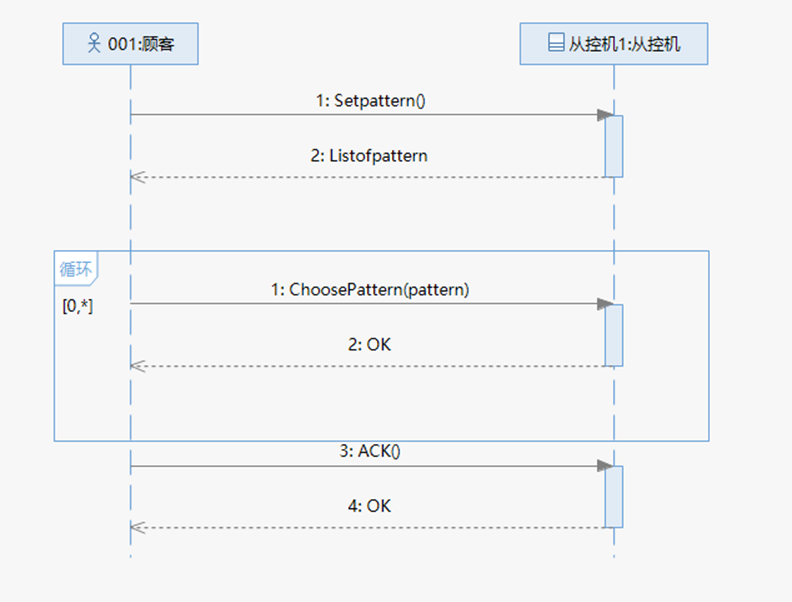 001:顾客
从控机1:从控机
1: Setpattern()
2: Listofpattern
循环
[0,*]
1: ChoosePattern(pattern)
2: OK
3: ACK()
4: OK